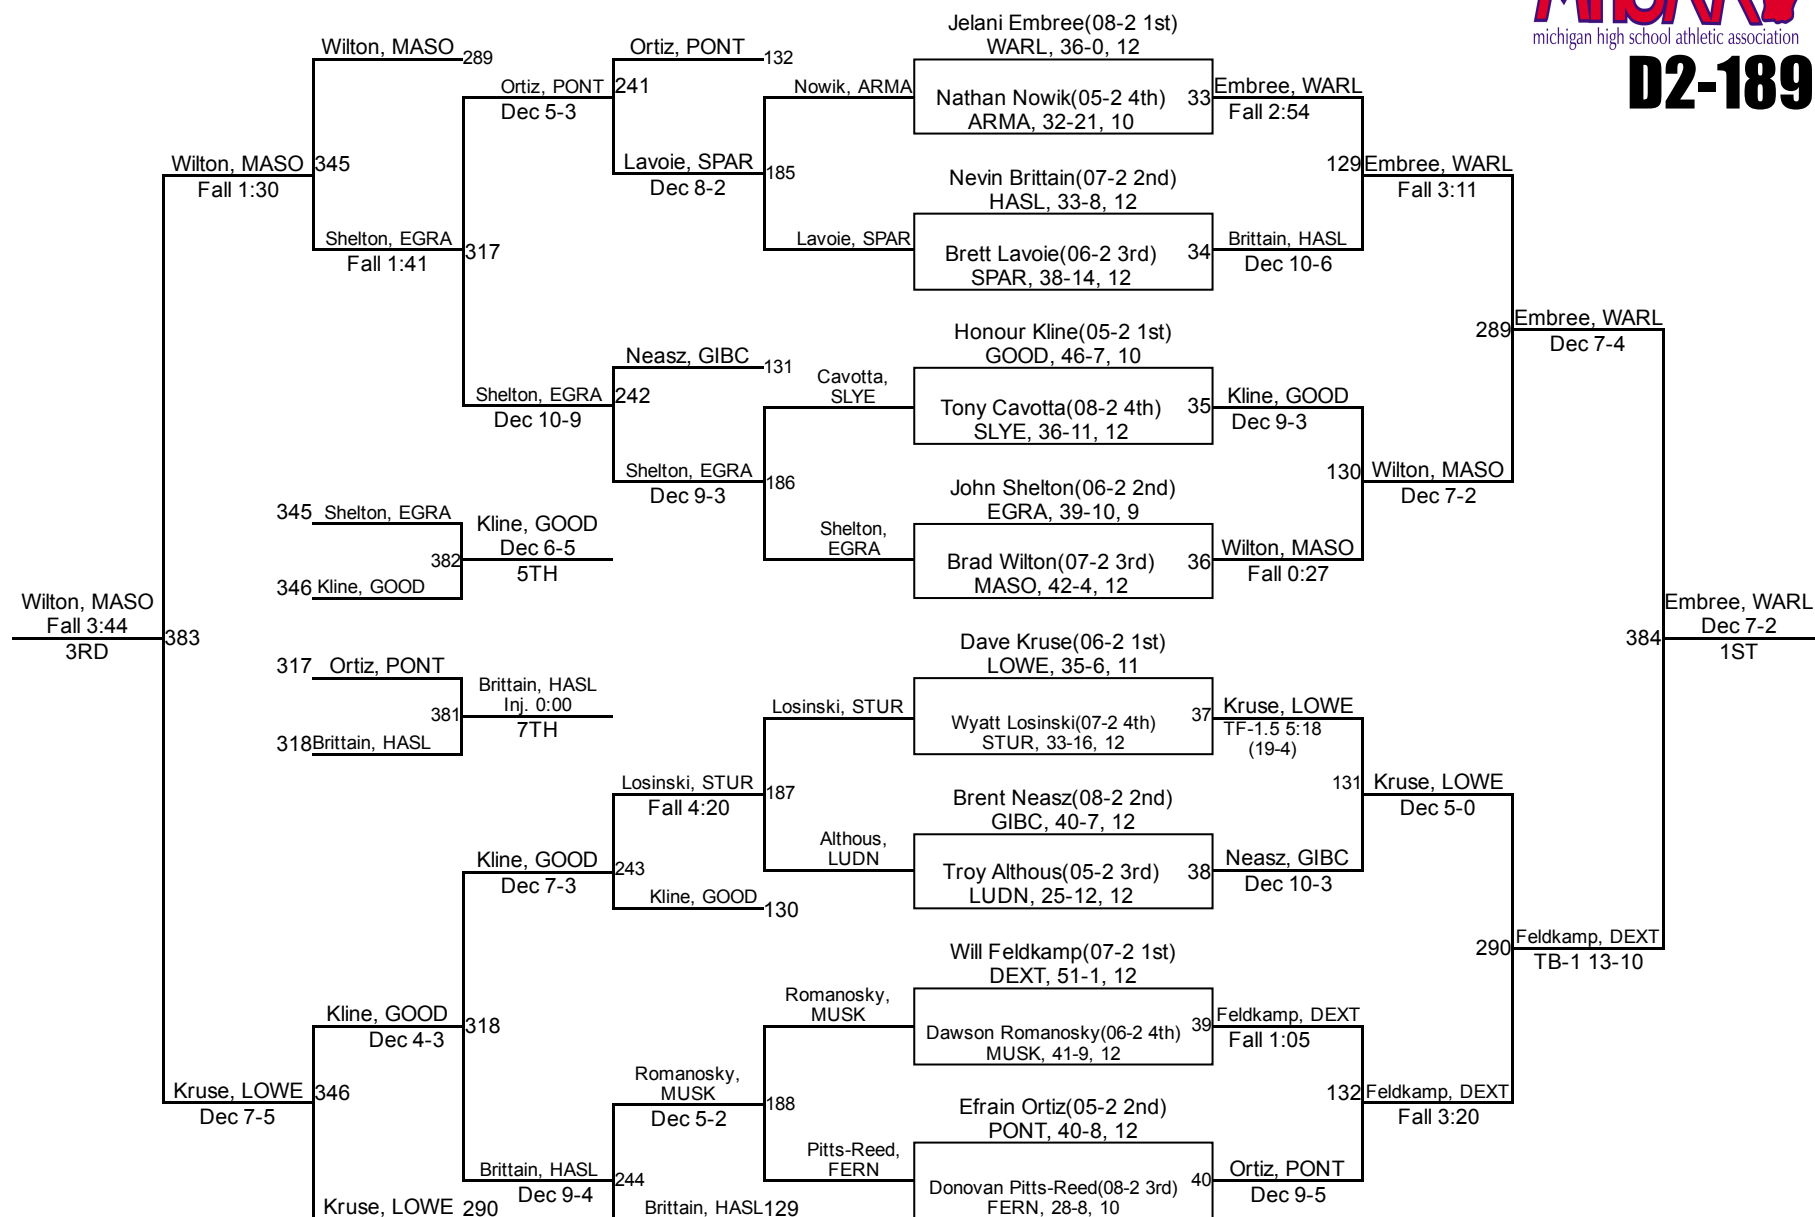 michigan high school athletic association
D2-189
Wilton, MASO
289
Ortiz, PONT
Dec 5-3
241
Ortiz, PONT
132
Wilton, MASO
Fall 1:30
345
Lavoie, SPAR
Dec 8-2
185
Nowik, ARMA
Lavoie, SPAR
Shelton, EGRA
Fall 1:41
317
Neasz, GIBC
131
Shelton, EGRA
Dec 10-9
242
Cavotta,
SLYE
Shelton, EGRA
Dec 9-3
186
Shelton,
EGRA
345 Shelton, EGRA
346 Kline, GOOD
382
Kline, GOOD
Dec 6-5
5TH
Wilton, MASO
Fall 3:44
3RD
383
317 Ortiz, PONT
318 Brittain, HASL
381
Brittain, HASL
Inj. 0:00
7TH
Losinski, STUR
Losinski, STUR
Fall 4:20
187
Althous,
LUDN
Kline, GOOD
Dec 7-3
243
Kline, GOOD
130
Kline, GOOD
Dec 4-3
318
Romanosky,
MUSK
Romanosky,
MUSK
Dec 5-2
188
Pitts-Reed,
FERN
Kruse, LOWE
Dec 7-5
346
Brittain, HASL
Dec 9-4
244
Kruse, LOWE 290
Brittain, HASL 129
Jelani Embree(08-2 1st)
WARL, 36-0, 12
Nathan Nowik(05-2 4th)
ARMA, 32-21, 10
33
Embree, WARL
Fall 2:54
Nevin Brittain(07-2 2nd)
HASL, 33-8, 12
Brett Lavoie(06-2 3rd)
SPAR, 38-14, 12
34
Brittain, HASL
Dec 10-6
129
Embree, WARL
Fall 3:11
Honour Kline(05-2 1st)
GOOD, 46-7, 10
Tony Cavotta(08-2 4th)
SLYE, 36-11, 12
35
Kline, GOOD
Dec 9-3
John Shelton(06-2 2nd)
EGRA, 39-10, 9
Brad Wilton(07-2 3rd)
MASO, 42-4, 12
36
Wilton, MASO
Fall 0:27
130
Wilton, MASO
Dec 7-2
289
Embree, WARL
Dec 7-4
Dave Kruse(06-2 1st)
LOWE, 35-6, 11
Wyatt Losinski(07-2 4th)
STUR, 33-16, 12
37
Kruse, LOWE
TF-1.5 5:18
(19-4)
Brent Neasz(08-2 2nd)
GIBC, 40-7, 12
Troy Althous(05-2 3rd)
LUDN, 25-12, 12
38
Neasz, GIBC
Dec 10-3
131
Kruse, LOWE
Dec 5-0
Will Feldkamp(07-2 1st)
DEXT, 51-1, 12
Dawson Romanosky(06-2 4th)
MUSK, 41-9, 12
39
Feldkamp, DEXT
Fall 1:05
Efrain Ortiz(05-2 2nd)
PONT, 40-8, 12
Donovan Pitts-Reed(08-2 3rd)
FERN, 28-8, 10
40
Ortiz, PONT
Dec 9-5
132
Feldkamp, DEXT
Fall 3:20
290
Feldkamp, DEXT
TB-1 13-10
384
Embree, WARL
Dec 7-2
1ST